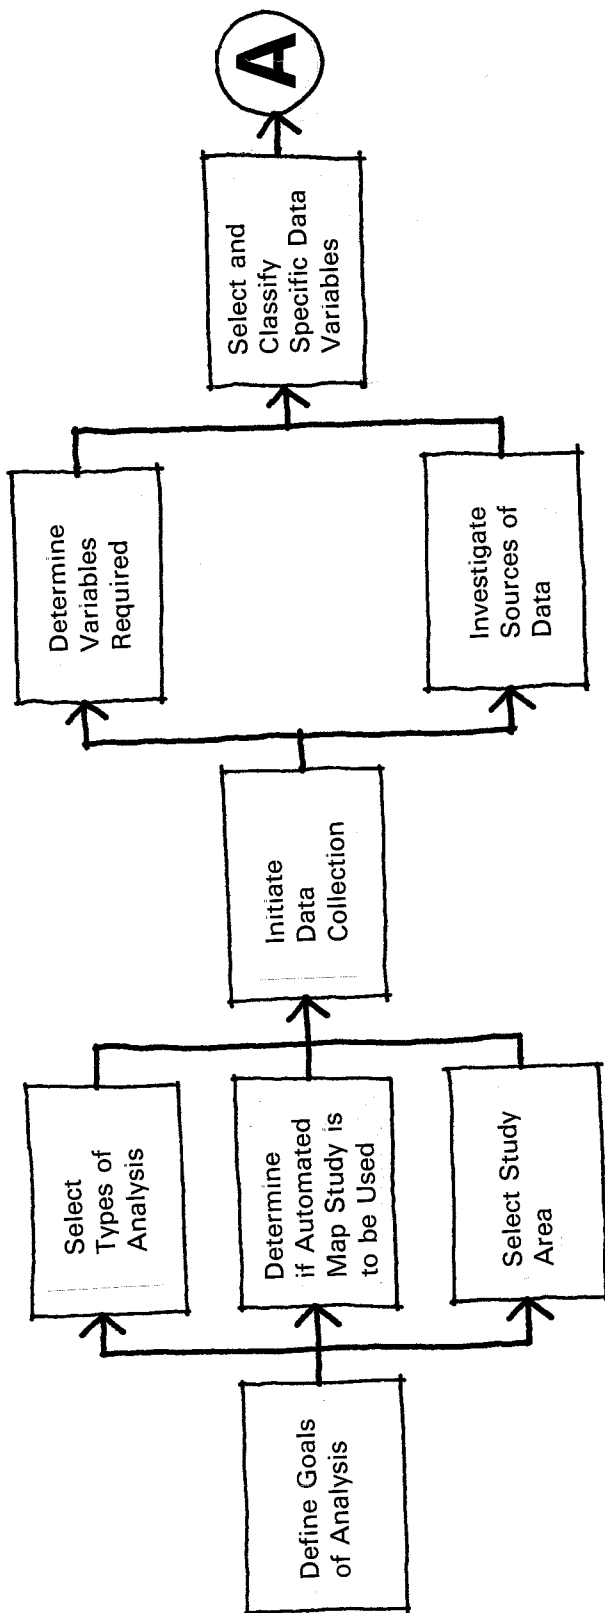 Define Goals
of Analysis
Select
Types of
Analysis
Determine
if Automated
Map Study is
to be Used
Select Study
Area
Initiate
Data
Collection
Determine
Variables
Required
Investigate
Sources of
Data
Select and
Classify
Specific Data
Variables
A